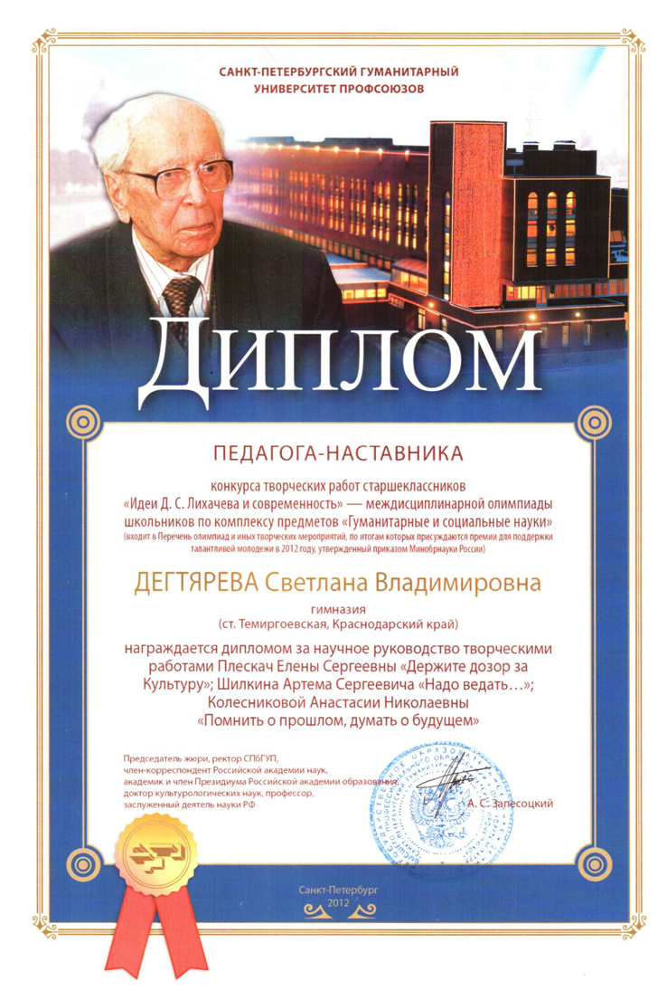 САНКТ-ПЕТЕРБУРГСКИЙ ГУМАНИТАРНЫЙ
УНИВЕРСИТЕТ ПРОФСОЮЗОВ
ДИПЛОМ
ПЕДАГОГА-НАСТАВНИКА
конкурса творческих работ старшеклассников
«Идеи Д. С. Лихачева и современность» — междисциплинарной олимпиады
школьников по комплексу предметов «Гуманитарные и социальные науки»
(входит в Перечень олимпиад и иных творческих мероприятий, по итогам которых присуждаются премии для поддержки
талантливой молодежи в 2012 году, утвержденный приказом Минобрнауки России)
ДЕГТЯРЕВА Светлана Владимировна
гимназия
(ст. Темиргоевская, Краснодарский край)
награждается дипломом за научное руководство творческими
работами Плескач Елены Сергеевны «Держите дозор за
Культуру»; Шилкина Артема Сергеевича «Надо ведать…»;
Колесниковой Анастасии Николаевны
«Помнить о прошлом, думать о будущем»
Председатель жюри, ректор СПбГУП,
член-корреспондент Российской академии наук,
академик и член Президиума Российской академии образования,
доктор культурологических наук, профессор,
заслуженный деятель науки РФ
А. С. Запесоцкий
Санкт-Петербург
2012